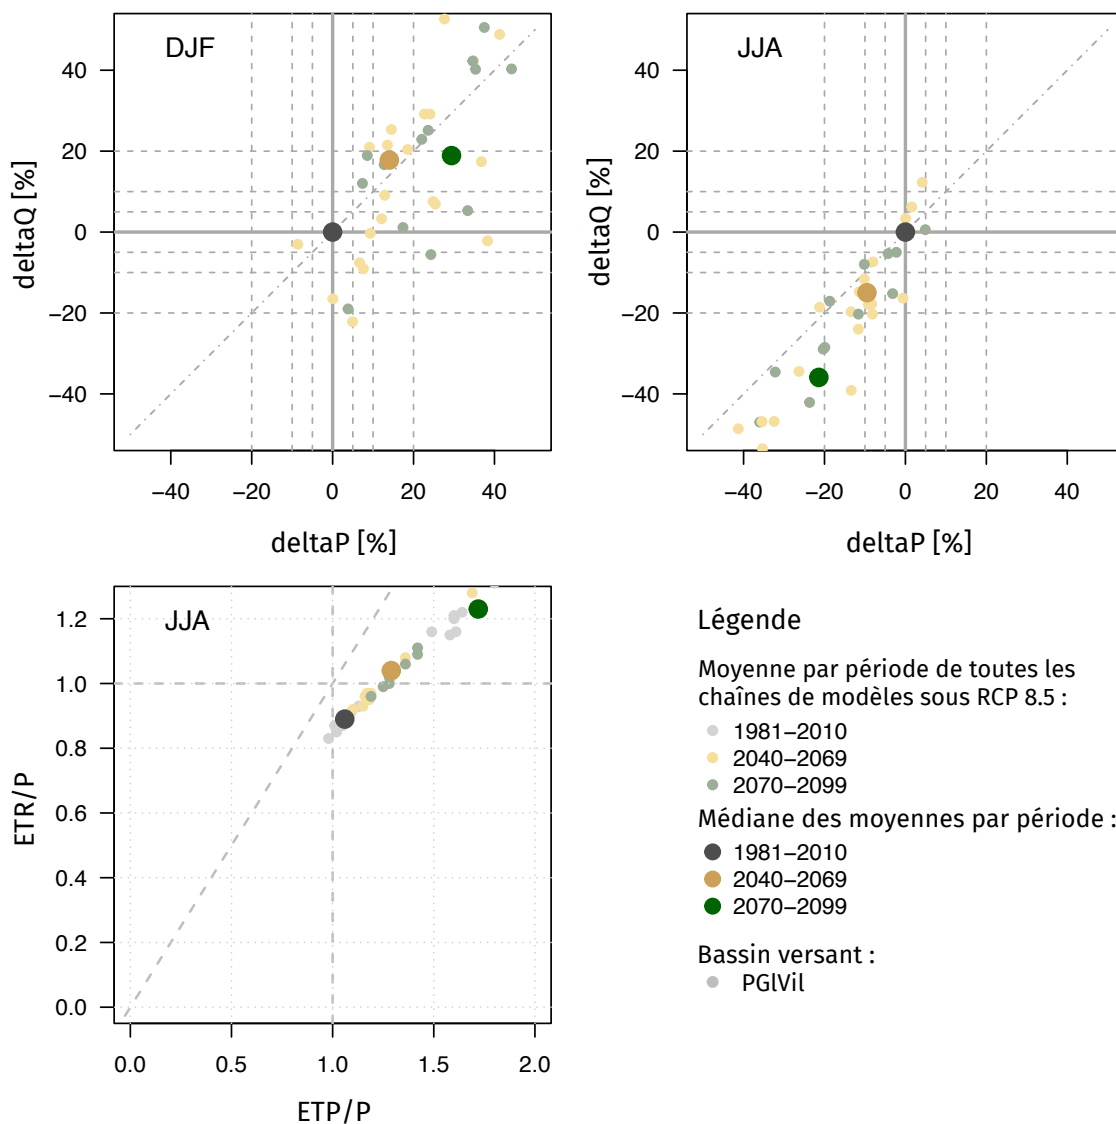 DJF
deltaQ [%]
40
20
0
−20
−40
−40 −20 0 20 40
deltaP [%]
JJA
deltaQ [%]
40
20
0
−20
−40
−40 −20 0 20 40
deltaP [%]
JJA
ETR/P
1.2
1.0
0.8
0.6
0.4
0.2
0.0
0.0 0.5 1.0 1.5 2.0
ETP/P
Légende
Moyenne par période de toutes les
chaînes de modèles sous RCP 8.5 :
1981−2010
2040−2069
2070−2099
Médiane des moyennes par période :
1981−2010
2040−2069
2070−2099
Bassin versant :
PGlVil